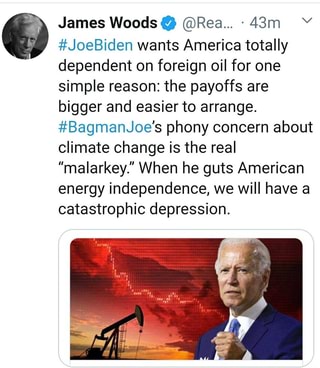 James Woods @Rea... · 43m
#JoeBiden wants America totally
dependent on foreign oil for one
simple reason: the payoffs are
bigger and easier to arrange.
#BagmanJoe's phony concern about
climate change is the real
“malarkey.” When he guts American
energy independence, we will have a
catastrophic depression.